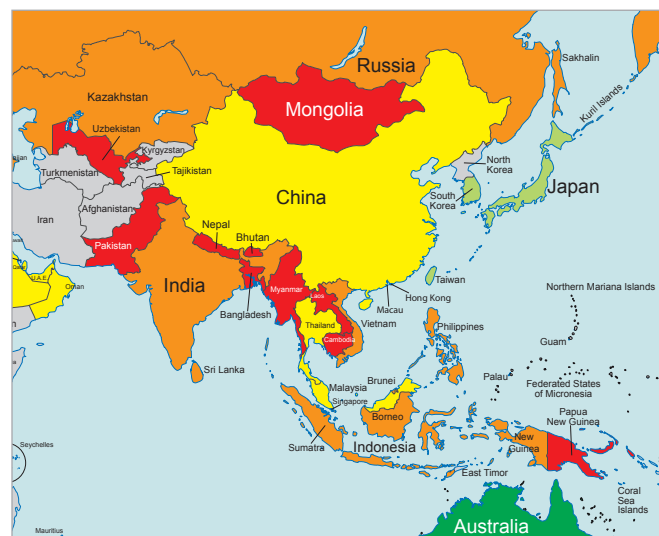 Russia
Sakhalin
Kuril Islands
Kazakhstan
Mongolia
Uzbekistan
Kyrgyzstan
North
Korea
Turkmenistan
Tajikistan
China
South
Korea
Japan
Iran
Afghanistan
Nepal
Bhutan
Pakistan
Taiwan
U.A.E.
Oman
India
Myanmar
Laos
Hong Kong
Macau
Northern Mariana Islands
Bangladesh
Thailand
Vietnam
Philippines
Cambodia
Guam
Sri Lanka
Brunei
Palau
Federated States
of Micronesia
Malaysia
Singapore
Borneo
Papua
New Guinea
New
Guinea
Seychelles
Sumatra
Indonesia
East Timor
Coral
Sea
Islands
Mauritius
Australia